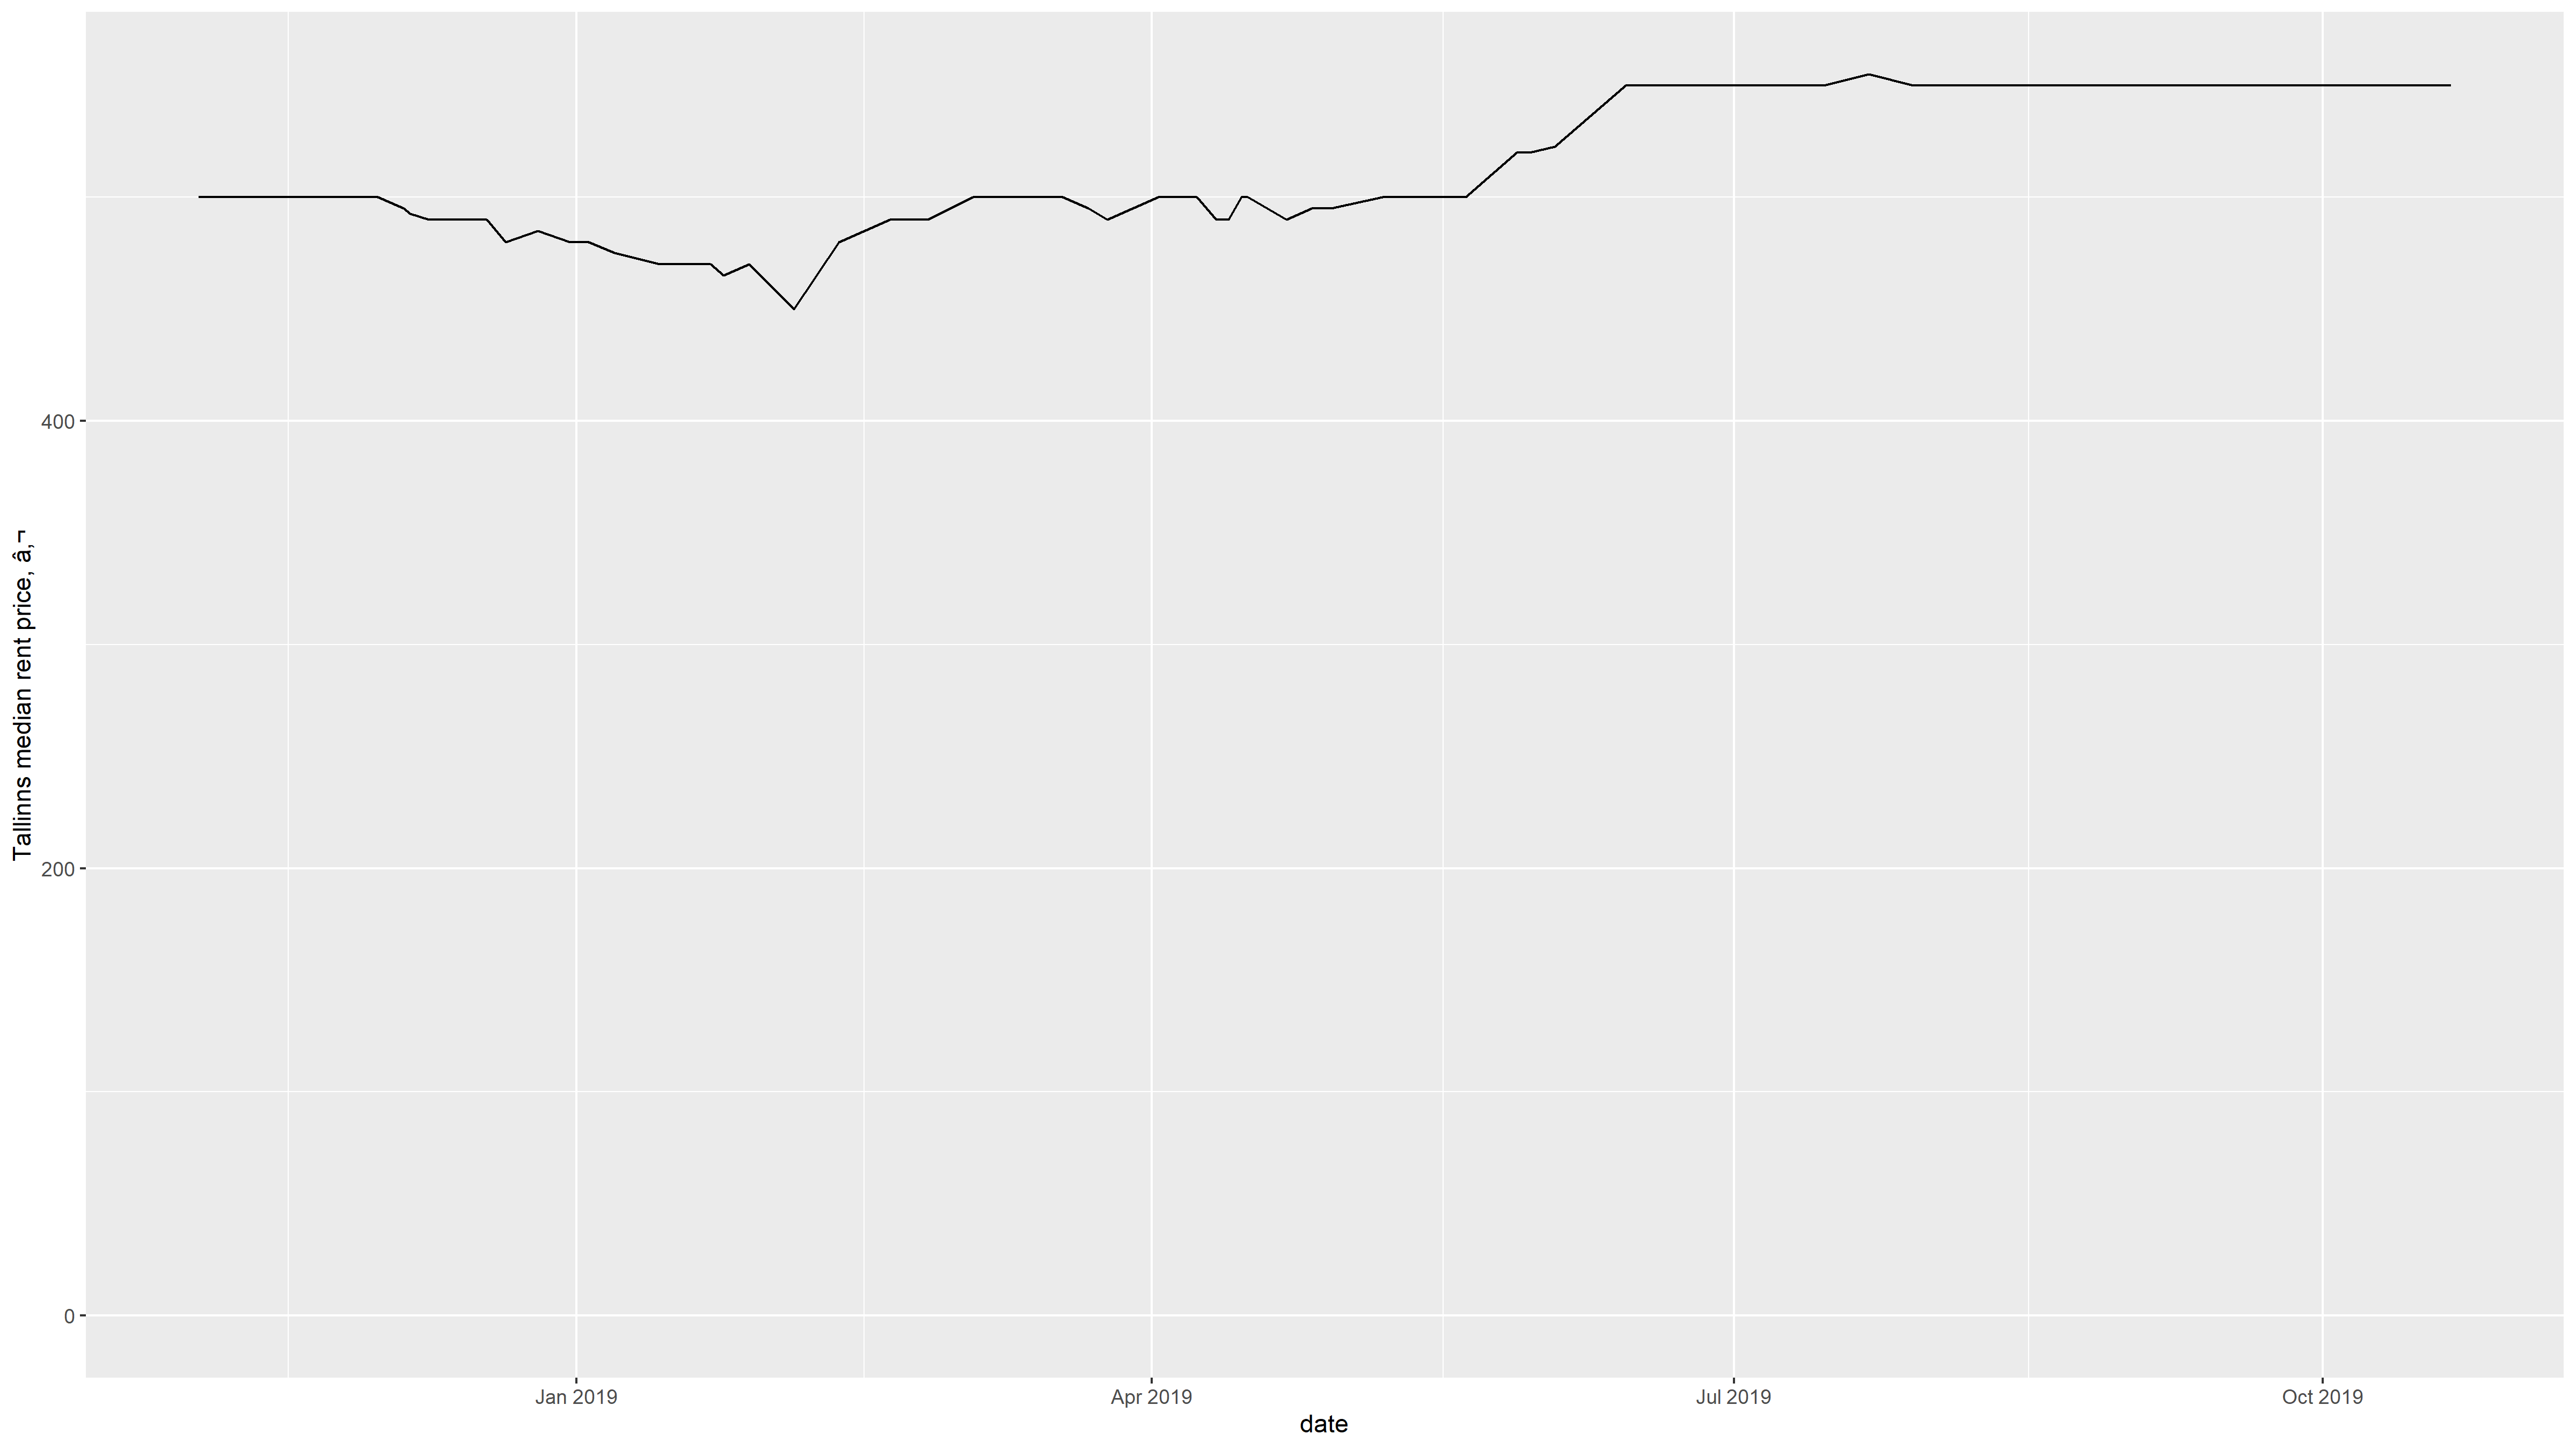 Tallinns median rent price, â‚¬
400
200
0
Jan 2019
Apr 2019
Jul 2019
Oct 2019
date